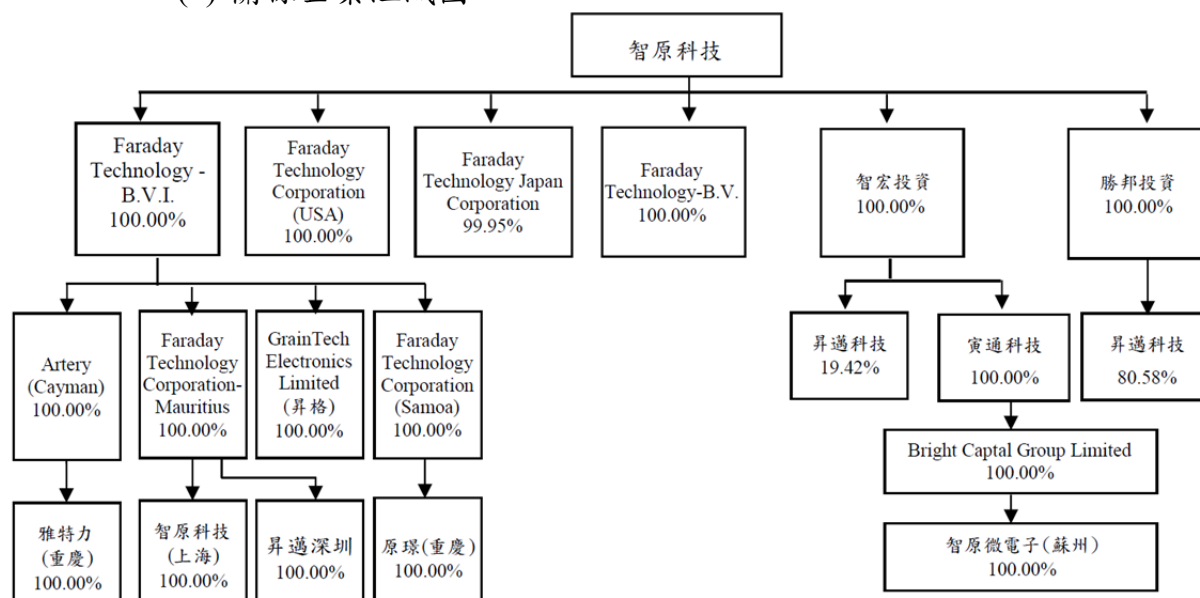 智原科技
Faraday
Technology -
B.V.I.
100.00%
Faraday
Technology
Corporation
(USA)
100.00%
Faraday
Technology Japan
Corporation
99.95%
Faraday
Technology-B.V.
100.00%
智宏投資
100.00%
勝邦投資
100.00%
Artery
(Cayman)
100.00%
Faraday
Technology
Corporation-
Mauritius
100.00%
GrainTech
Electronics
Limited
(昇格)
100.00%
Faraday
Technology
Corporation
(Samoa)
100.00%
昇邁科技
19.42%
寅通科技
100.00%
昇邁科技
80.58%
Bright Captal Group Limited
100.00%
雅特力
(重慶)
100.00%
智原科技
(上海)
100.00%
昇邁深圳
100.00%
原璟(重慶)
100.00%
智原微電子(蘇州)
100.00%